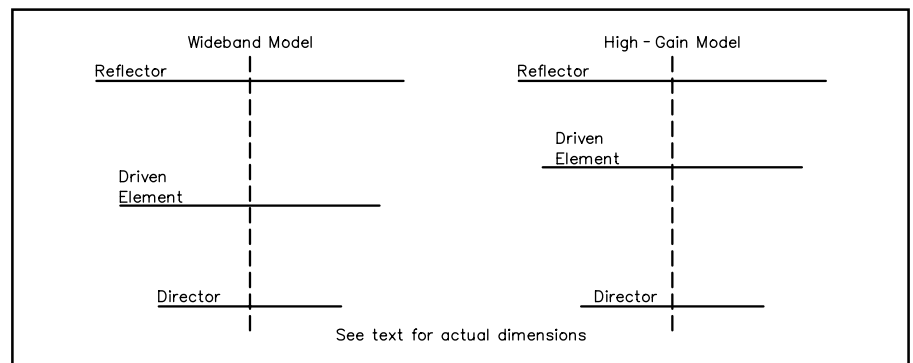 Wideband Model
Reflector
Driven
Element
Director
High-Gain Model
Reflector
Driven
Element
Director
See text for actual dimensions